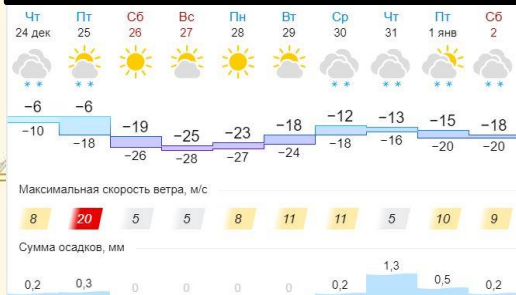 Чт Пт Сб Вс Пн Вт Ср Чт Пт Сб
24 дек 25 26 27 28 29 30 31 1 янв 2
−6 −6 −19 −25 −23 −18 −12 −13 −15 −18
−10 −18 −26 −28 −27 −24 −18 −16 −20 −20
Максимальная скорость ветра, м/с
8 20 5 5 8 11 11 5 10 9
Сумма осадков, мм
0,2 0,3 0 0 0 0 0,2 1,3 0,5 0,2